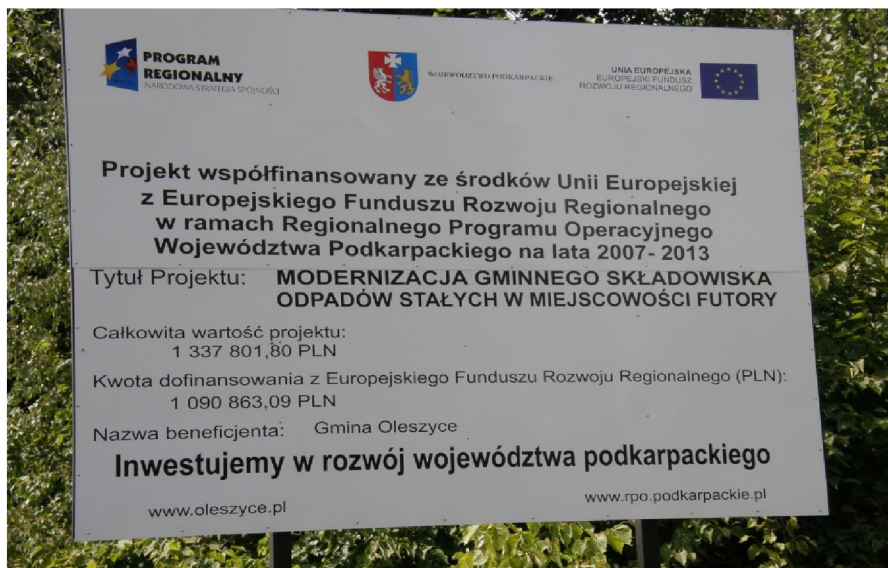 PROGRAM
REGIONALNY
NARODOWA STRATEGIA SPÓJNOŚCI
WOJEWÓDZTWO PODKARPACKIE
UNIA EUROPEJSKA
EUROPEJSKI FUNDUSZ
ROZWOJU REGIONALNEGO
Projekt współfinansowany ze środków Unii Europejskiej
z Europejskiego Funduszu Rozwoju Regionalnego
w ramach Regionalnego Programu Operacyjnego
Województwa Podkarpackiego na lata 2007- 2013
Tytuł Projektu: MODERNIZACJA GMINNEGO SKŁADOWISKA
ODPADÓW STAŁYCH W MIEJSCOWOŚCI FUTORY
Całkowita wartość projektu:
1 337 801,80 PLN
Kwota dofinansowania z Europejskiego Funduszu Rozwoju Regionalnego (PLN):
1 090 863,09 PLN
Nazwa beneficjenta: Gmina Oleszyce
Inwestujemy w rozwój województwa podkarpackiego
www.oleszyce.pl www.rpo.podkarpackie.pl